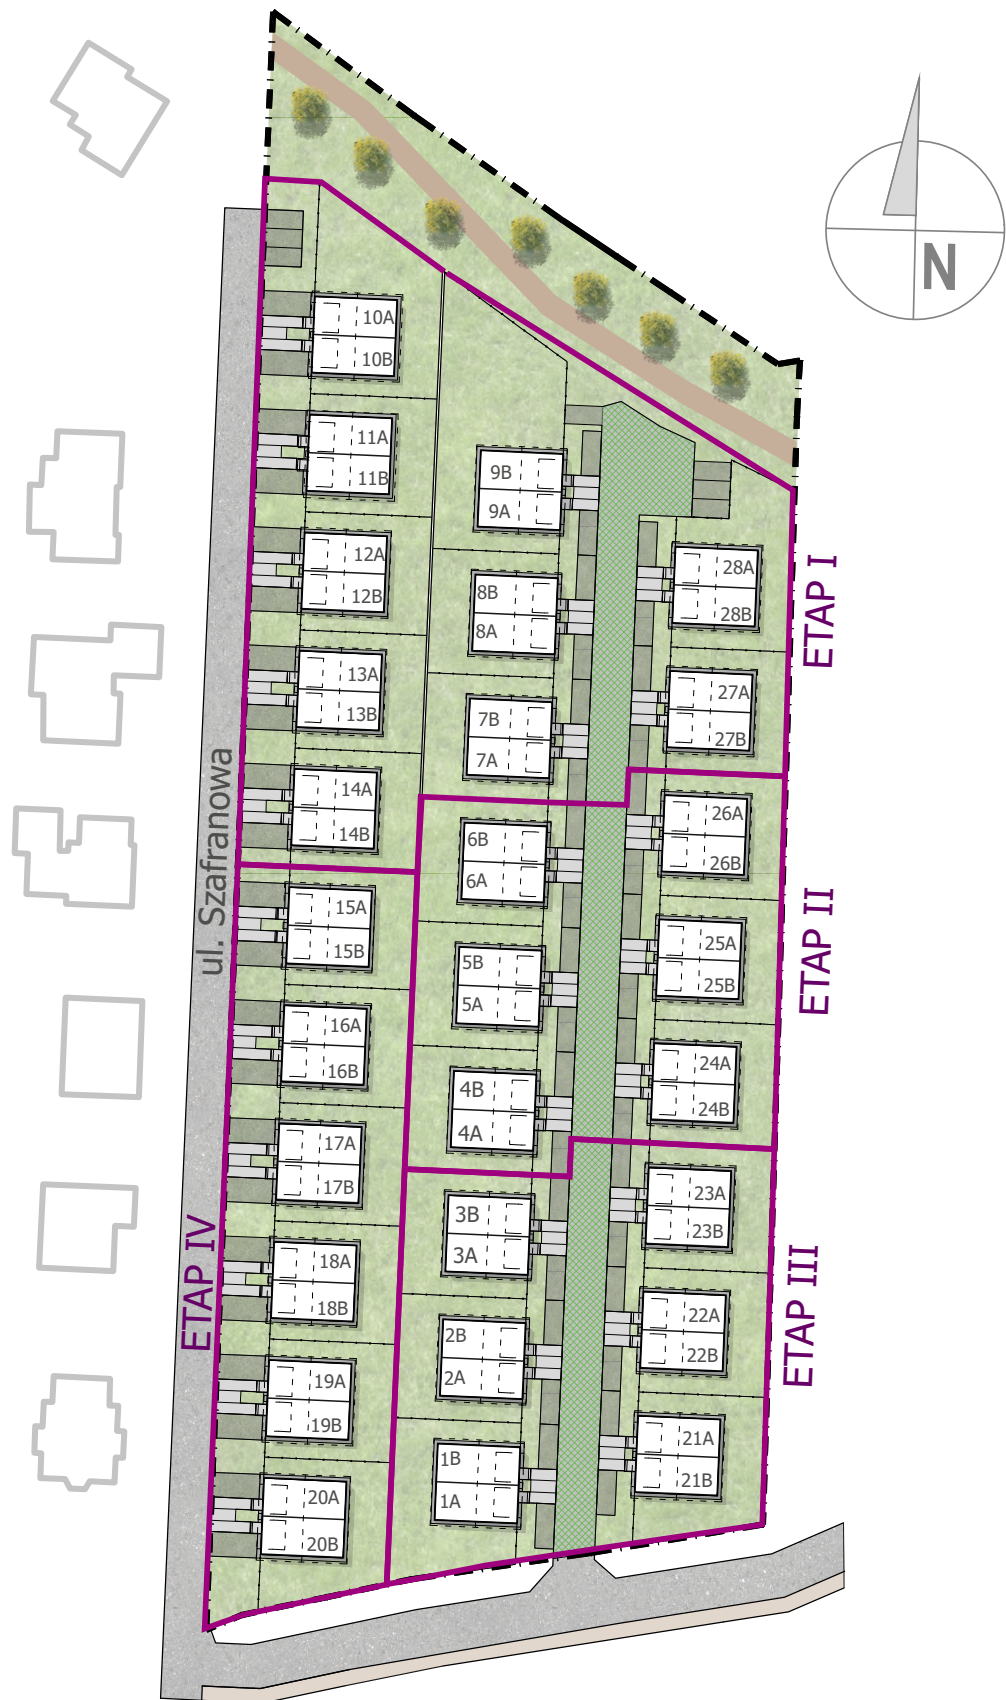 N
10A
10B
11A
11B
12A
12B
13A
13B
14A
14B
15A
15B
16A
16B
17A
17B
18A
18B
19A
19B
20A
20B
9B
9A
8B
8A
7B
7A
6B
6A
5B
5A
4B
4A
3B
3A
2B
2A
1B
1A
28A
28B
27A
27B
26A
26B
25A
25B
24A
24B
23A
23B
22A
22B
21A
21B
ul. Szafranowa
ETAP I
ETAP II
ETAP III
ETAP IV